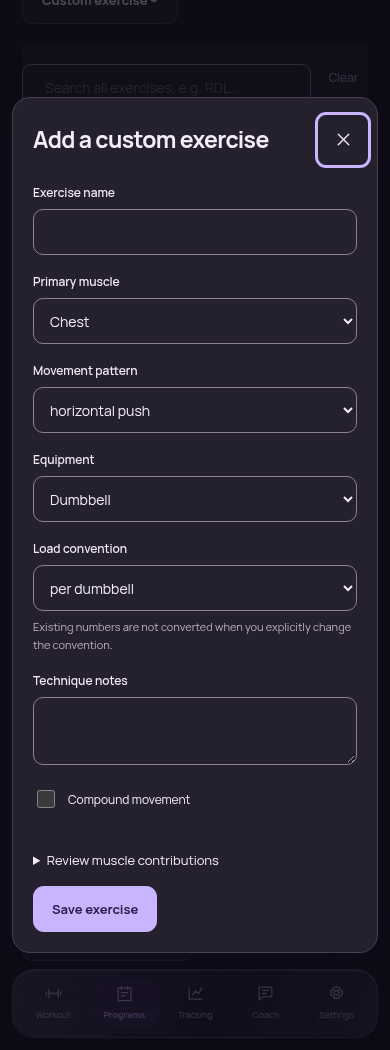 Custom exercise +
Search all exercises, e.g. RDL...
Clear
Add a custom exercise
Exercise name
Primary muscle
Chest
Movement pattern
horizontal push
Equipment
Dumbbell
Load convention
per dumbbell
Existing numbers are not converted when you explicitly change
the convention.
Technique notes
Compound movement
Review muscle contributions
Save exercise
Workout
Programs
Tracking
Coach
Settings